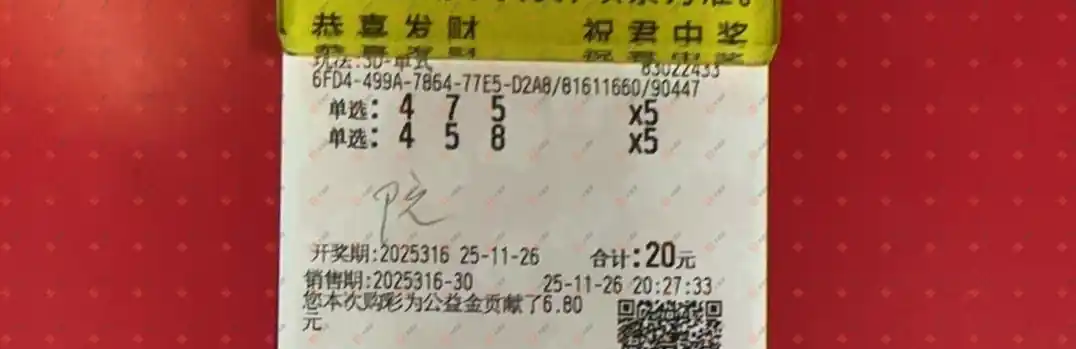 恭喜发财 祝君中奖
玩法:3D-单式 83022433
6FD4-499A-7864-77E5-D2A8/81611660/90447
单选: 4 7 5 x5
单选: 4 5 8 x5
院
开奖期:2025316 25-11-26 合计:20元
销售期:2025316-30 25-11-26 20:27:33
您本次购彩为公益金贡献了6.80
元